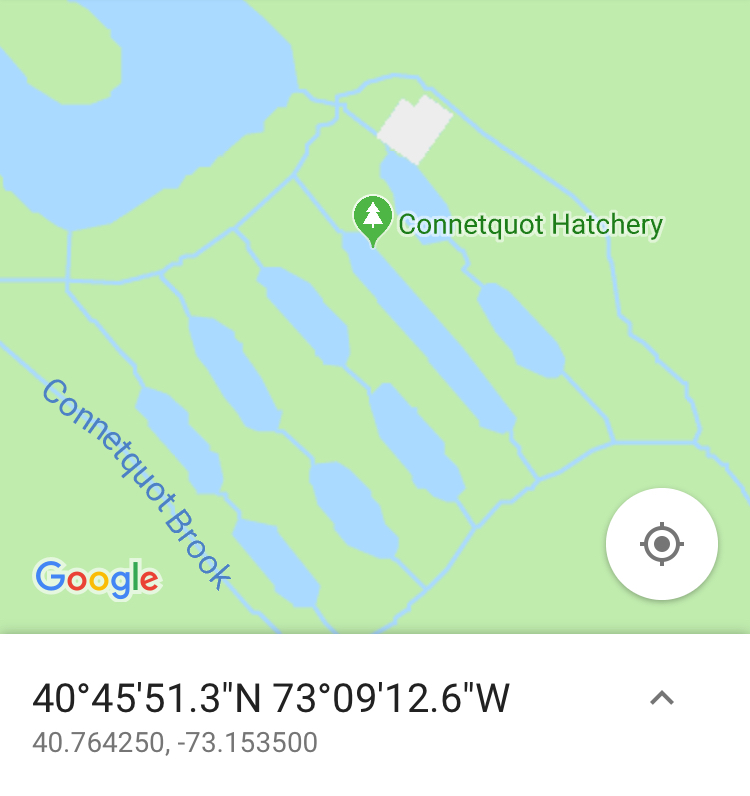 Connetquot Hatchery
Connetquot Brook
Google
40°45'51.3"N 73°09'12.6"W
40.764250, -73.153500